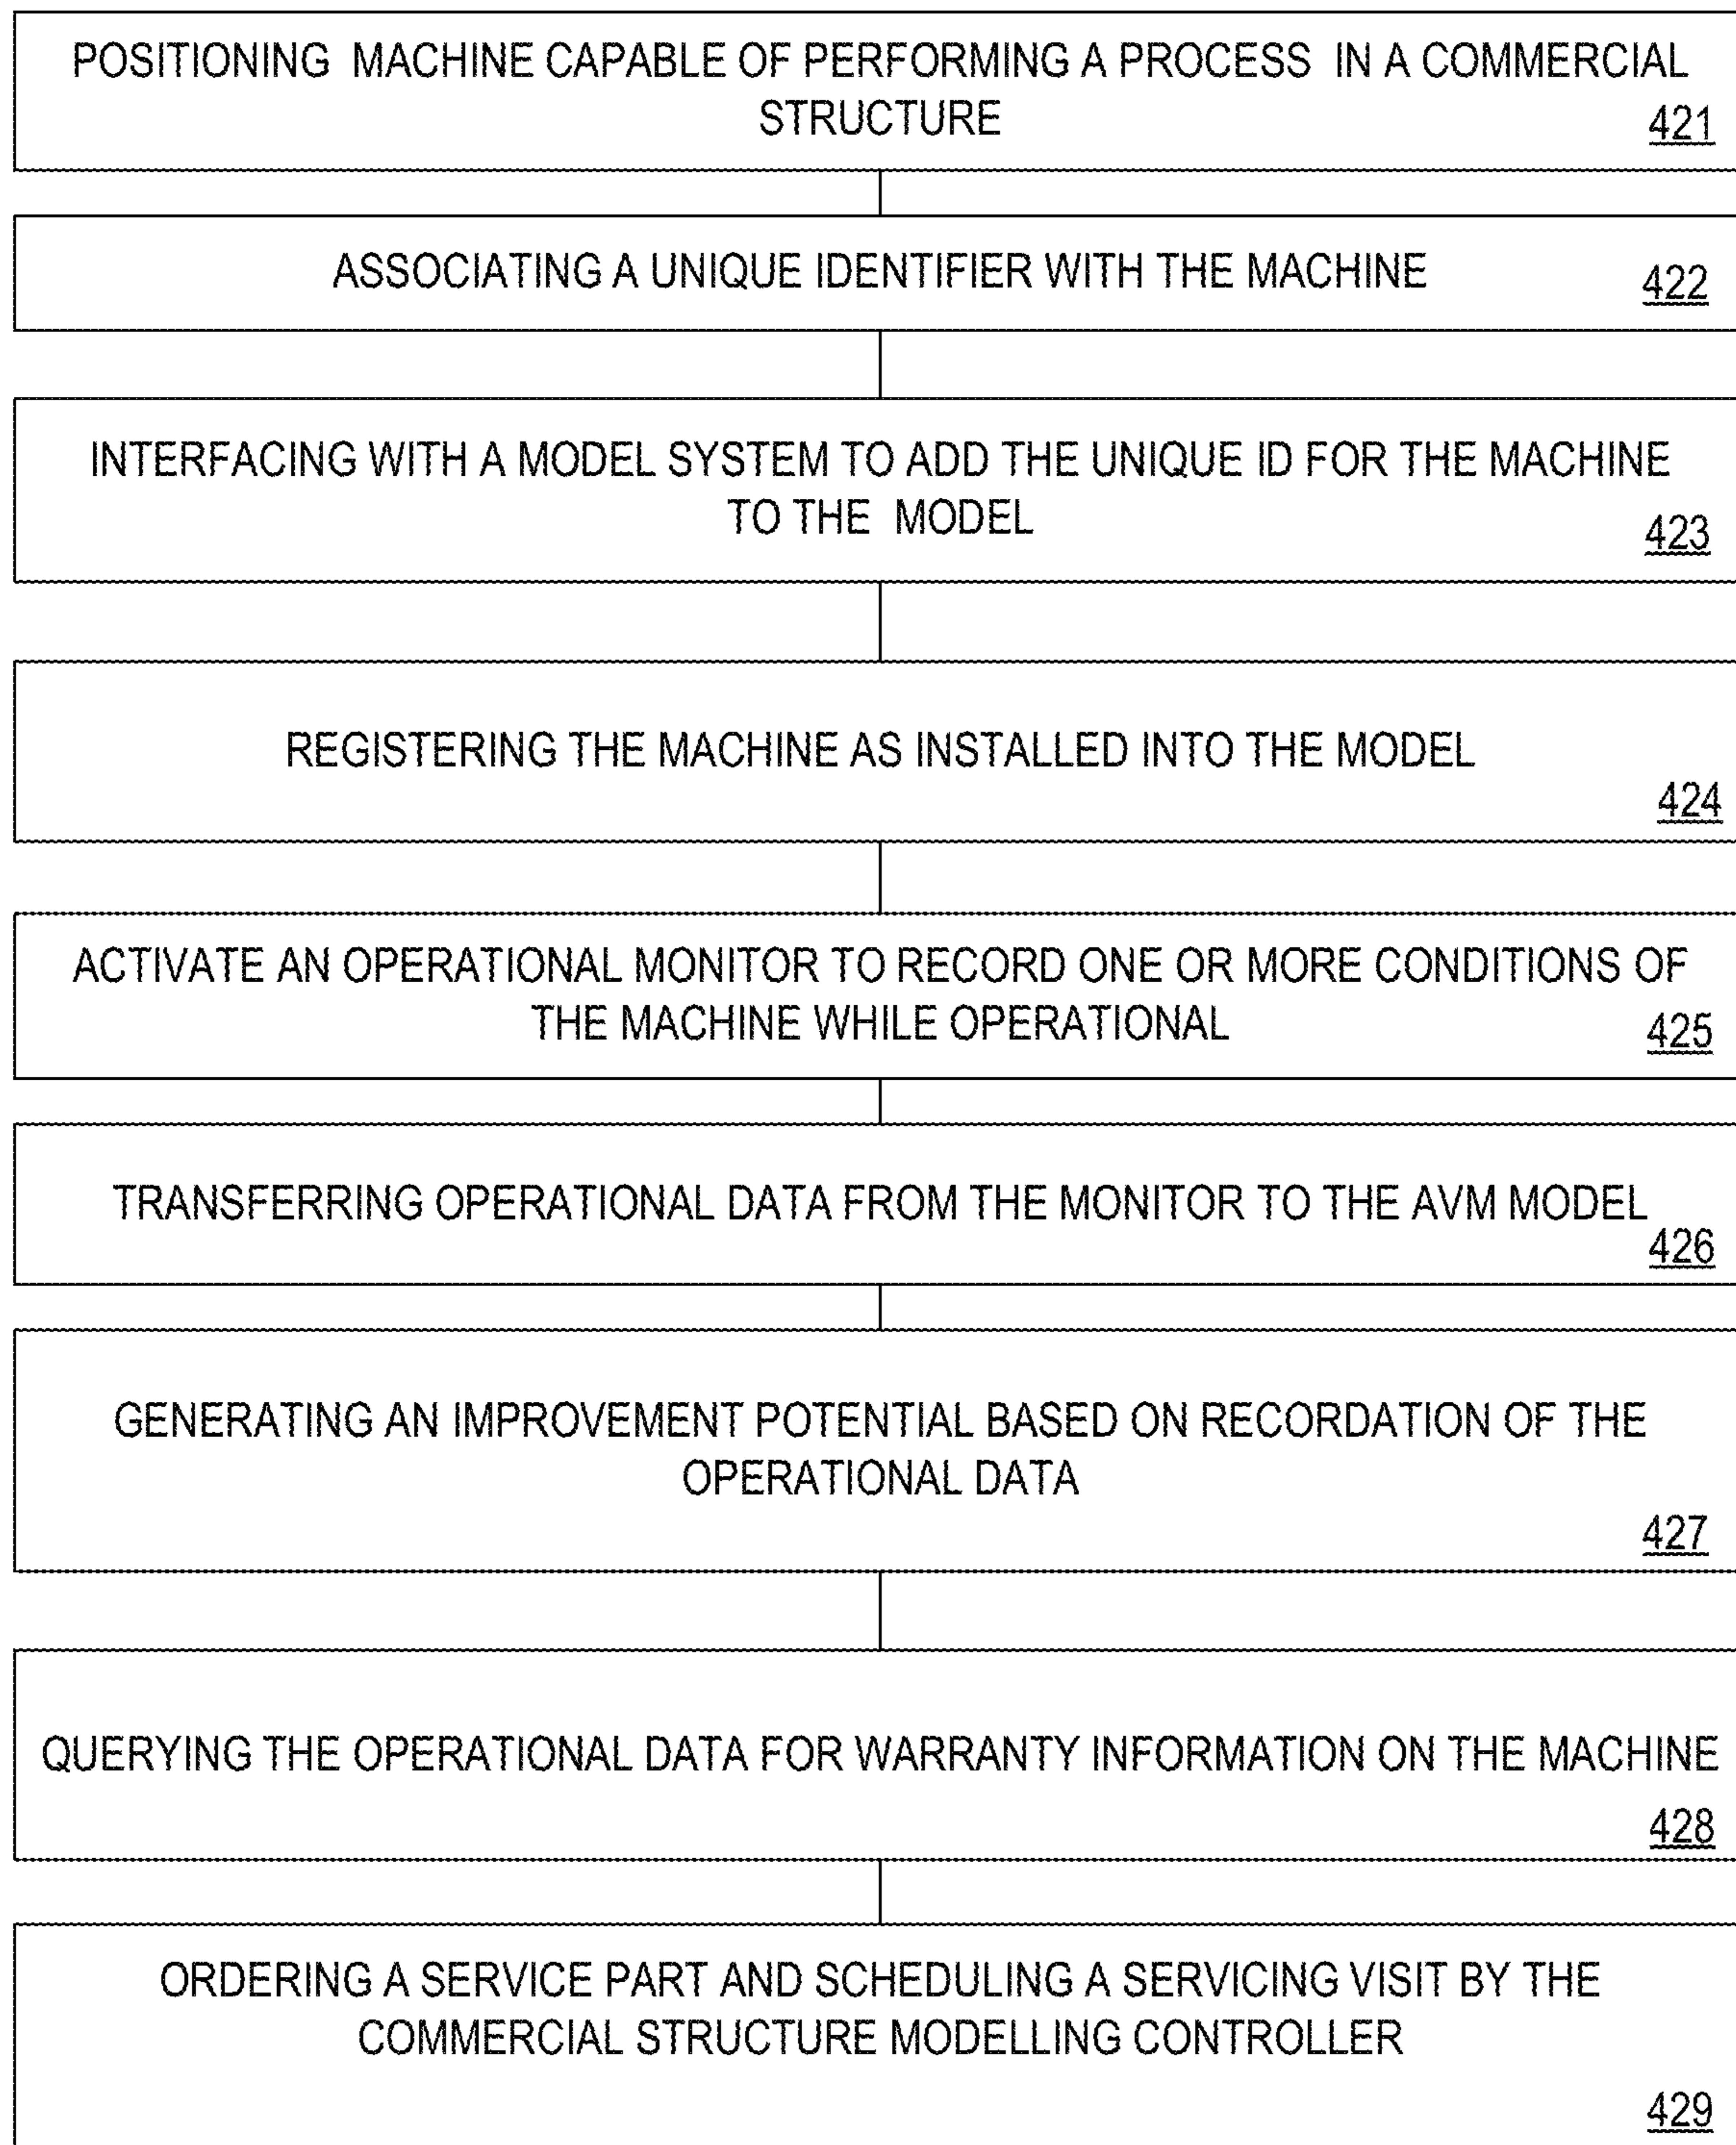 POSITIONING MACHINE CAPABLE OF PERFORMING A PROCESS IN A COMMERCIAL
STRUCTURE
421
ASSOCIATING A UNIQUE IDENTIFIER WITH THE MACHINE
422
INTERFACING WITH A MODEL SYSTEM TO ADD THE UNIQUE ID FOR THE MACHINE
TO THE MODEL
423
REGISTERING THE MACHINE AS INSTALLED INTO THE MODEL
424
ACTIVATE AN OPERATIONAL MONITOR TO RECORD ONE OR MORE CONDITIONS OF
THE MACHINE WHILE OPERATIONAL
425
TRANSFERRING OPERATIONAL DATA FROM THE MONITOR TO THE AVM MODEL
426
GENERATING AN IMPROVEMENT POTENTIAL BASED ON RECORDATION OF THE
OPERATIONAL DATA
427
QUERYING THE OPERATIONAL DATA FOR WARRANTY INFORMATION ON THE MACHINE
428
ORDERING A SERVICE PART AND SCHEDULING A SERVICING VISIT BY THE
COMMERCIAL STRUCTURE MODELLING CONTROLLER
429